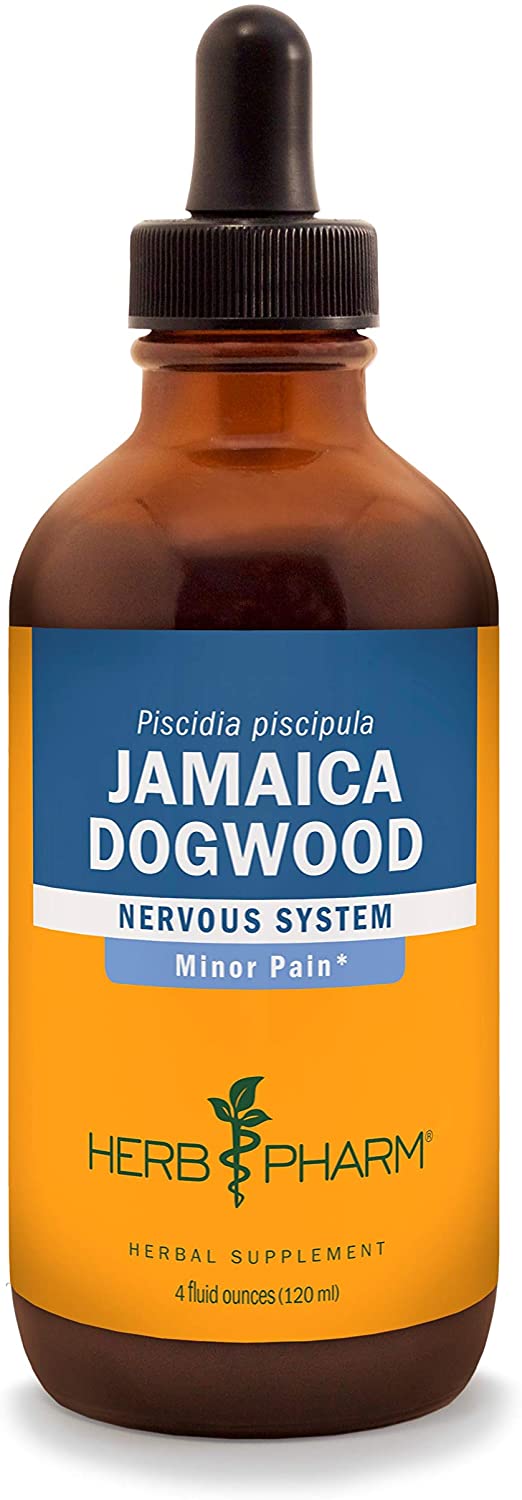 Piscidia piscipula
JAMAICA
DOGWOOD
NERVOUS SYSTEM
Minor Pain*
HERB PHARM®
HERBAL SUPPLEMENT
4 fluid ounces (120 ml)